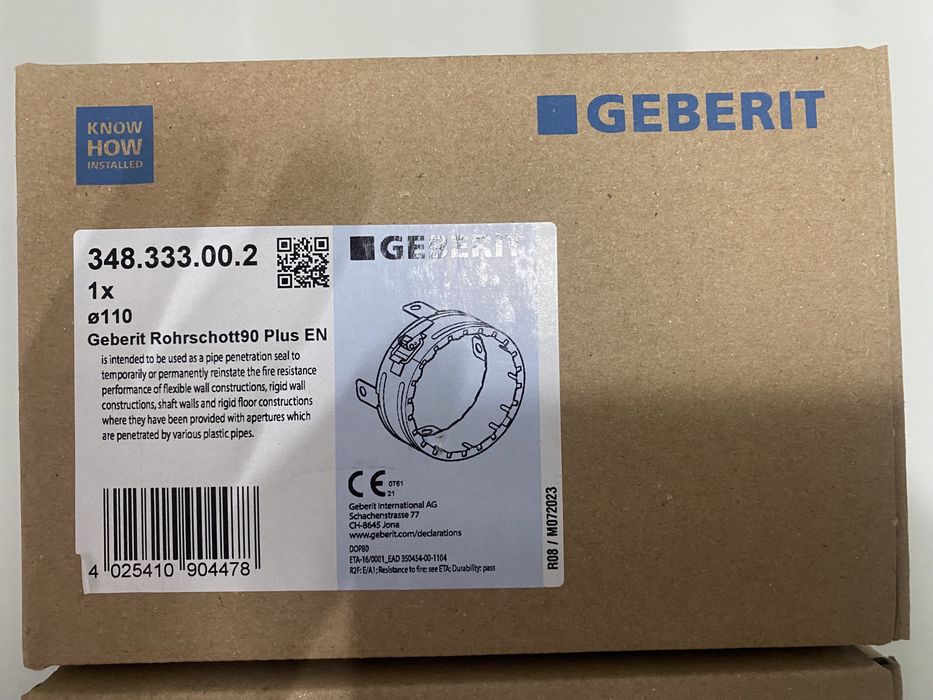 KNOW
HOW
INSTALLED
GEBERIT
348.333.00.2
1x
ø110
Geberit Rohrschott90 Plus EN
is intended to be used as a pipe penetration seal to
temporarily or permanently reinstate the fire resistance
performance of flexible wall constructions, rigid wall
constructions, shaft walls and rigid floor constructions
where they have been provided with apertures which
are penetrated by various plastic pipes.
4 025410 904478
GEBERIT
CE 0761
21
Geberit International AG
Schachenstrasse 77
CH-8645 Jona
www.geberit.com/declarations
DOP80
ETA-16/0001_EAD 350454-00-1104
R2F: E/A1; Resistance to fire: see ETA; Durability: pass
R08 / M072023